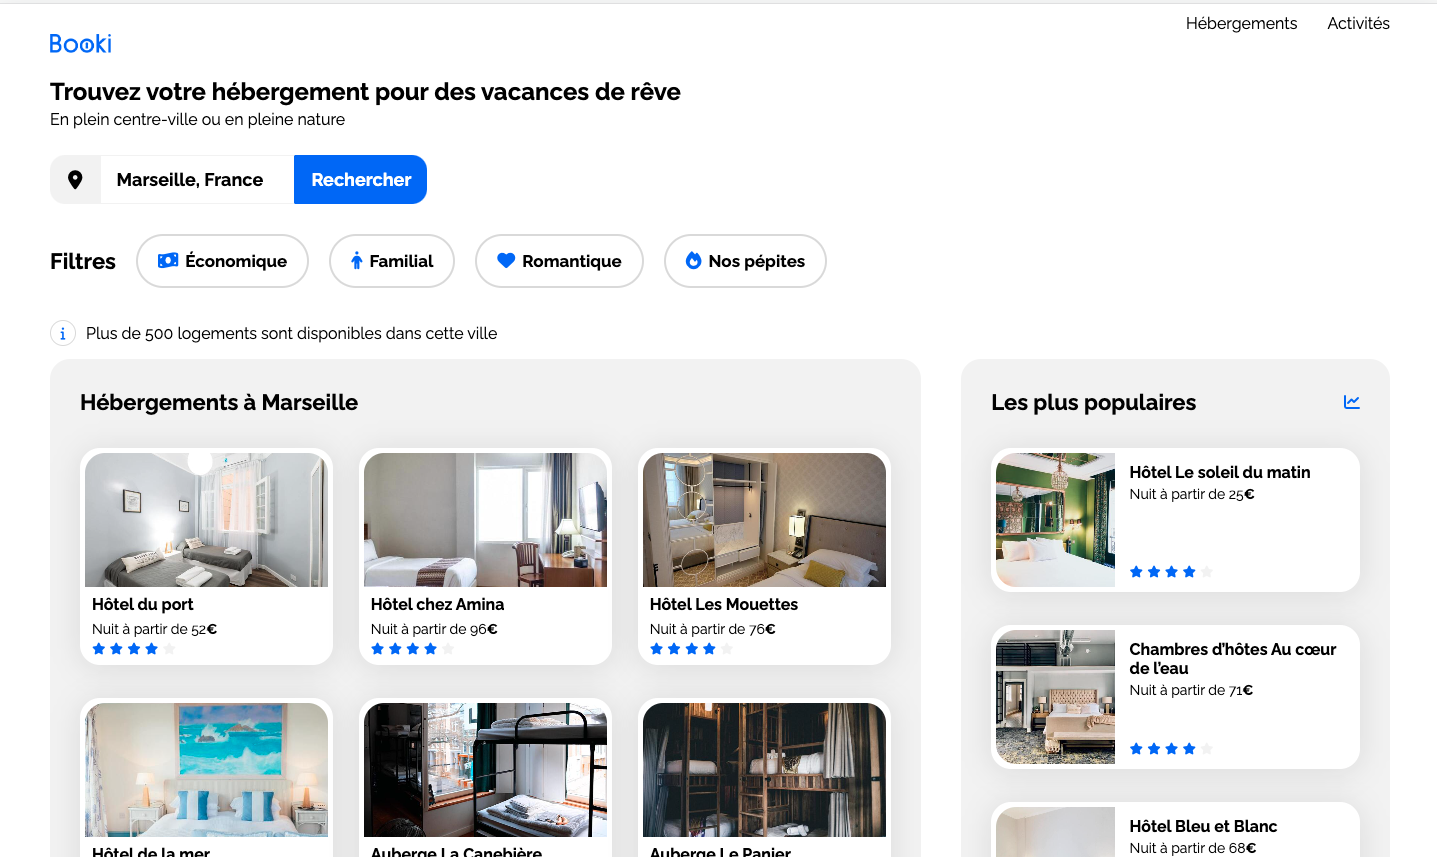 Hébergements Activités
Booki
Trouvez votre hébergement pour des vacances de rêve
En plein centre-ville ou en pleine nature
Marseille, France Rechercher
Filtres Économique Familial Romantique Nos pépites
Plus de 500 logements sont disponibles dans cette ville
Hébergements à Marseille
Hôtel du port
Nuit à partir de 52€
Hôtel chez Amina
Nuit à partir de 96€
Hôtel Les Mouettes
Nuit à partir de 76€
Hôtel de la mer
Auberge La Canebière
Auberge Le Panier
Les plus populaires
Hôtel Le soleil du matin
Nuit à partir de 25€
Chambres d'hôtes Au cœur
de l'eau
Nuit à partir de 71€
Hôtel Bleu et Blanc
Nuit à partir de 68€